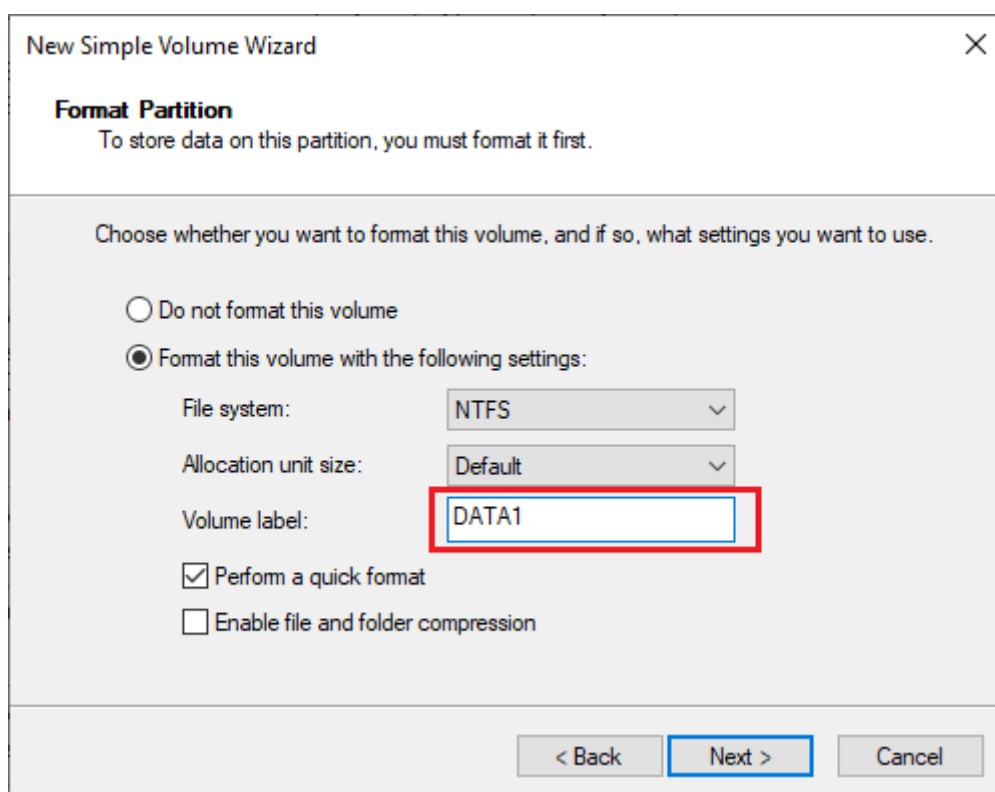 New Simple Volume Wizard
Format Partition
To store data on this partition, you must format it first.
Choose whether you want to format this volume, and if so, what settings you want to use.
Do not format this volume
Format this volume with the following settings:
File system: NTFS
Allocation unit size: Default
Volume label: DATA1
Perform a quick format
Enable file and folder compression
< Back Next > Cancel